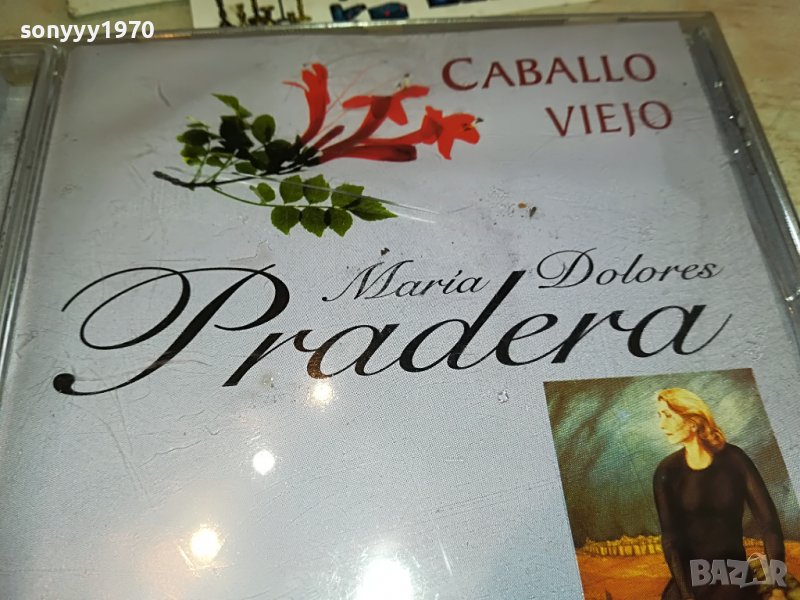 sonyyy1970
CABALLO
VIEJO
María Dolores
Pradera
BAZAR